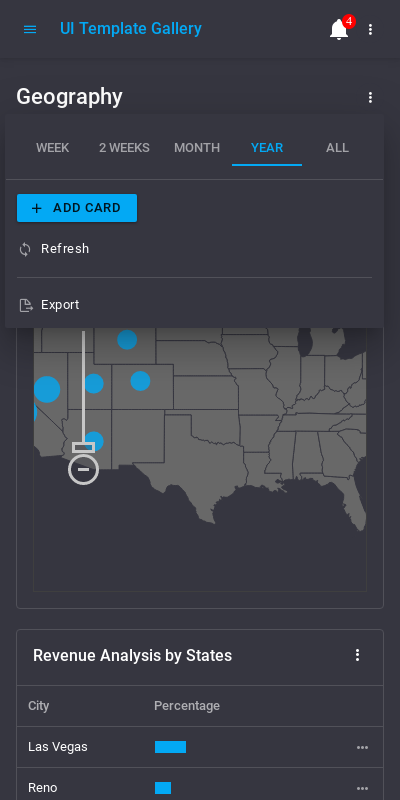 UI Template Gallery
4
Geography
WEEK 2 WEEKS MONTH YEAR ALL
ADD CARD
Refresh
Export
Revenue Analysis by States
City Percentage
Las Vegas
Reno